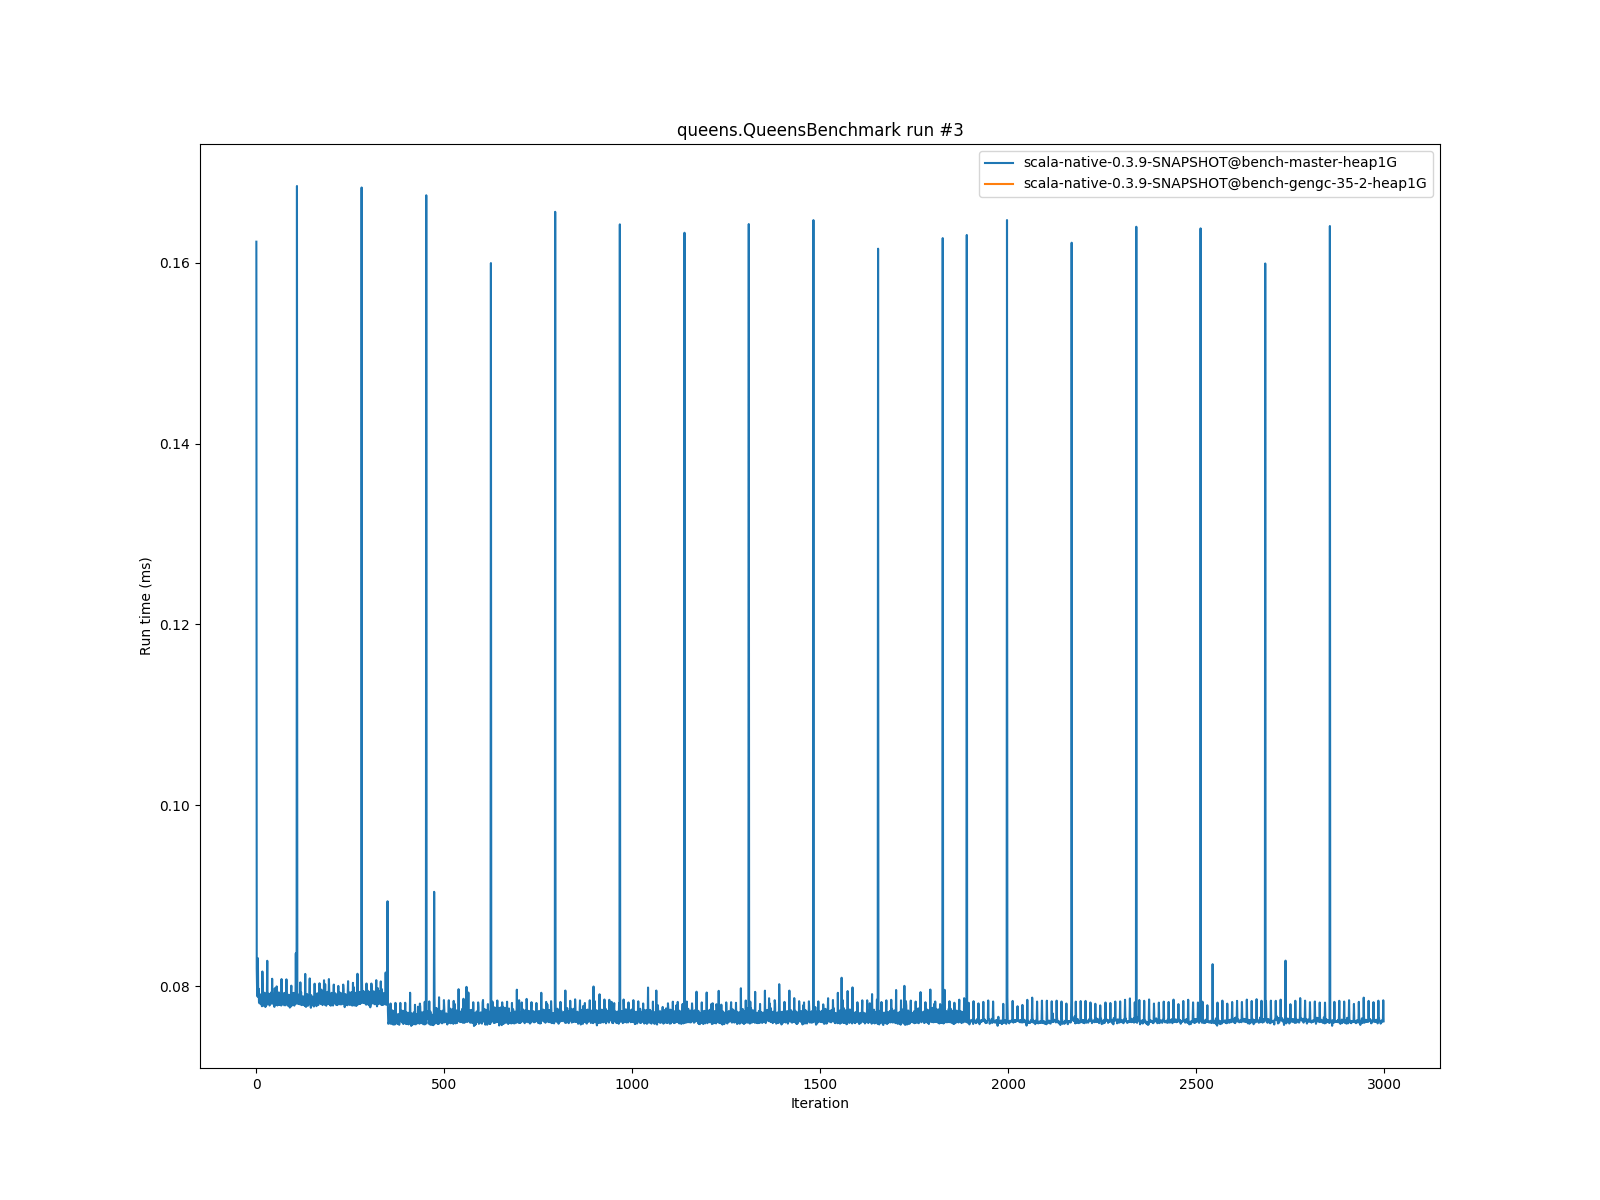 queens.QueensBenchmark run #3
scala-native-0.3.9-SNAPSHOT@bench-master-heap1G
scala-native-0.3.9-SNAPSHOT@bench-gengc-35-2-heap1G
0.16
0.14
0.12
0.10
0.08
Run time (ms)
0 500 1000 1500 2000 2500 3000
Iteration